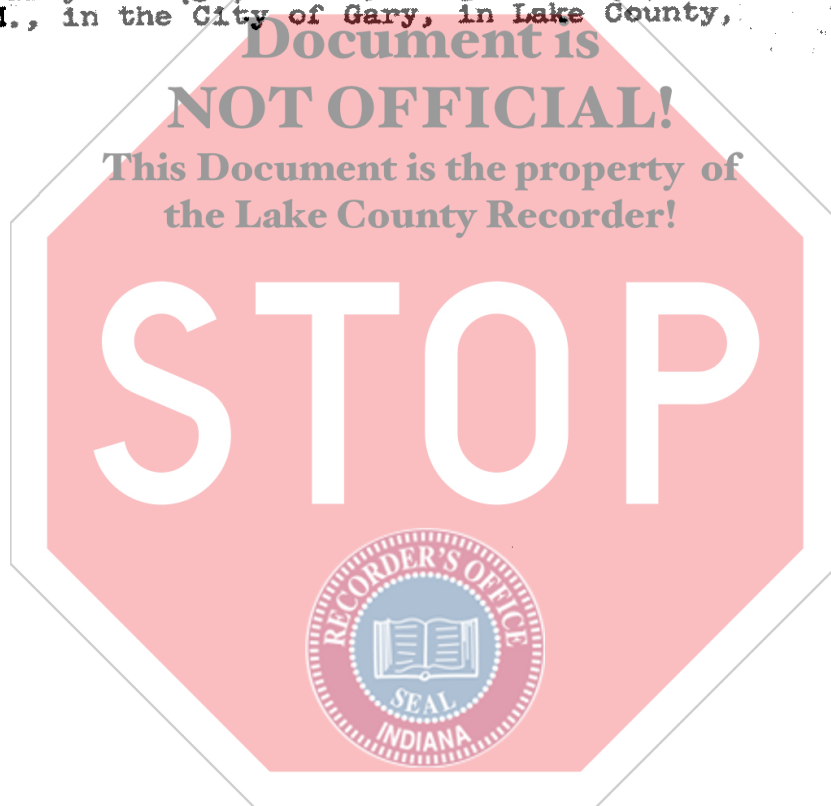 in the City of Gary, in Lake County,
Document is
NOT OFFICIAL!
This Document is the property of
the Lake County Recorder!
STOP
RECORDER'S OFFICE
SEAL
INDIANA